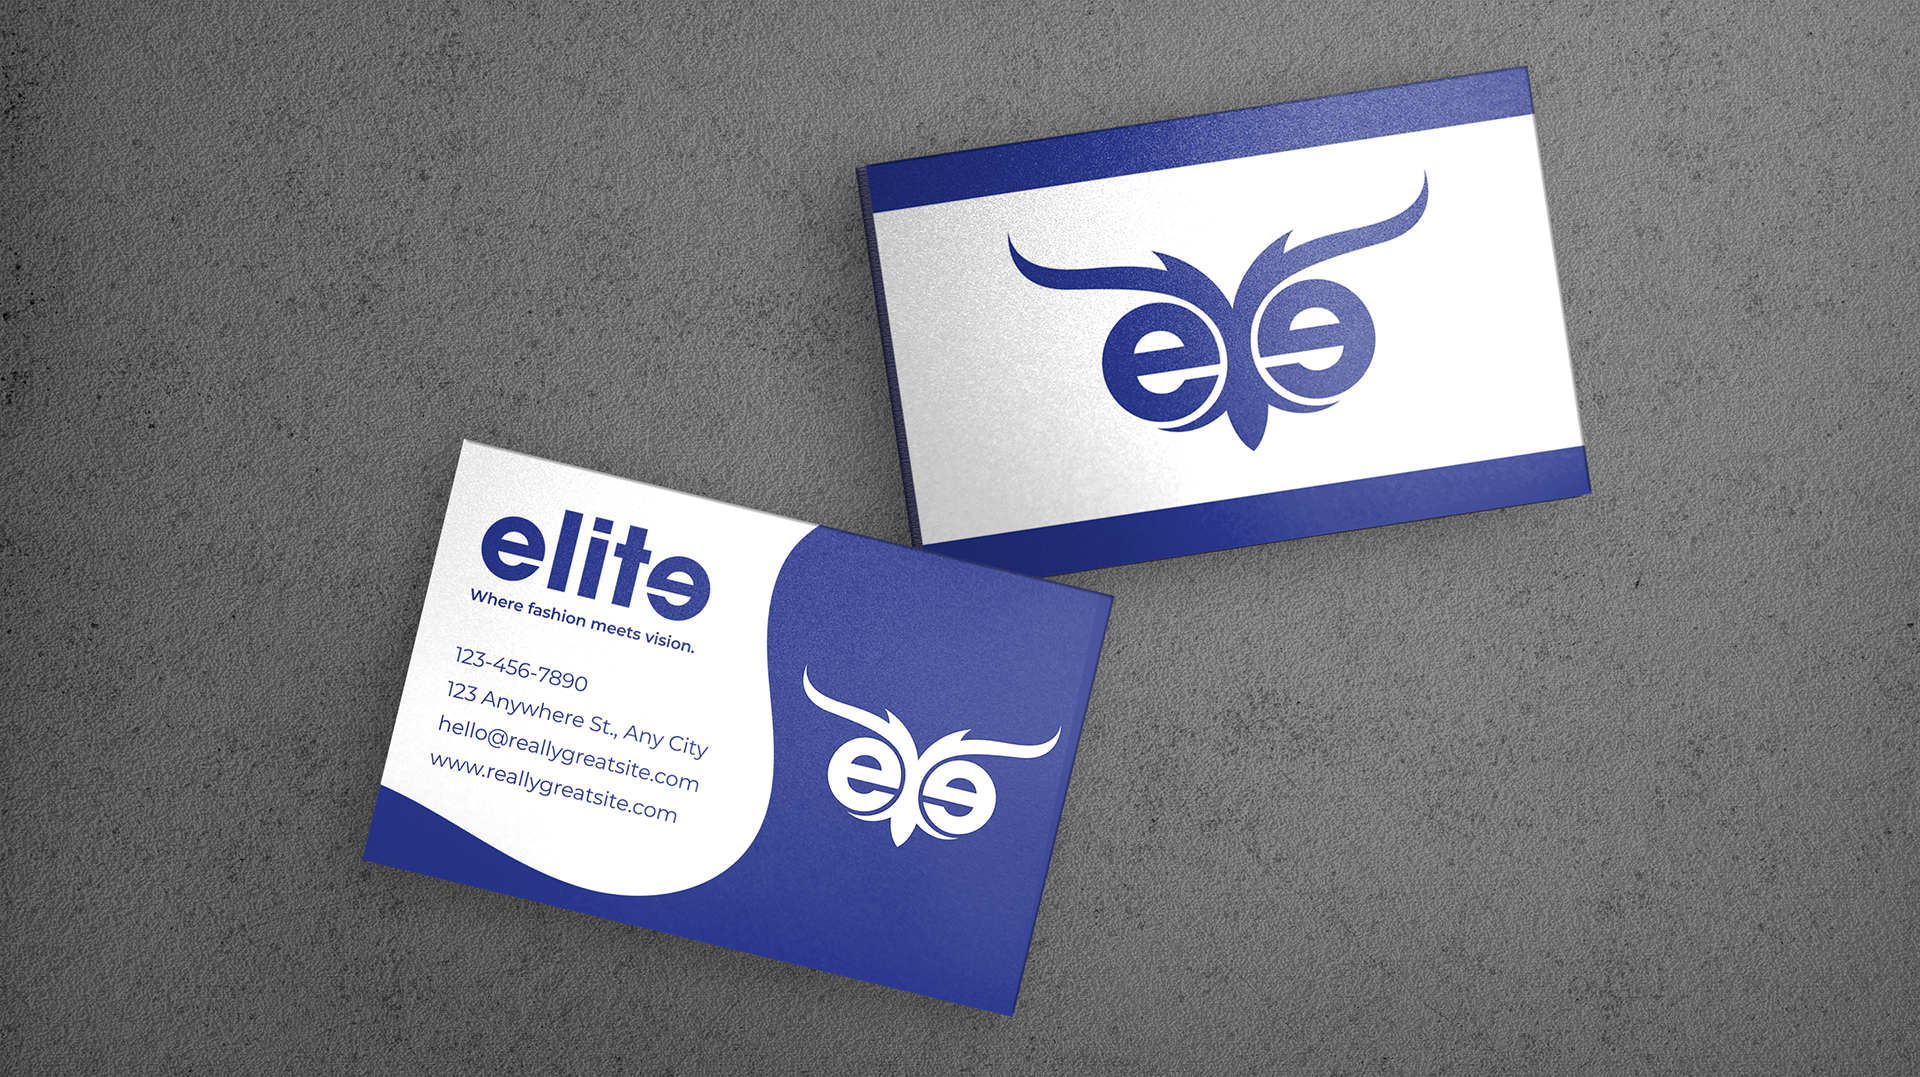 elite
Where fashion meets vision.
123-456-7890
123 Anywhere St., Any City
hello@reallygreatsite.com
www.reallygreatsite.com
e e
e e